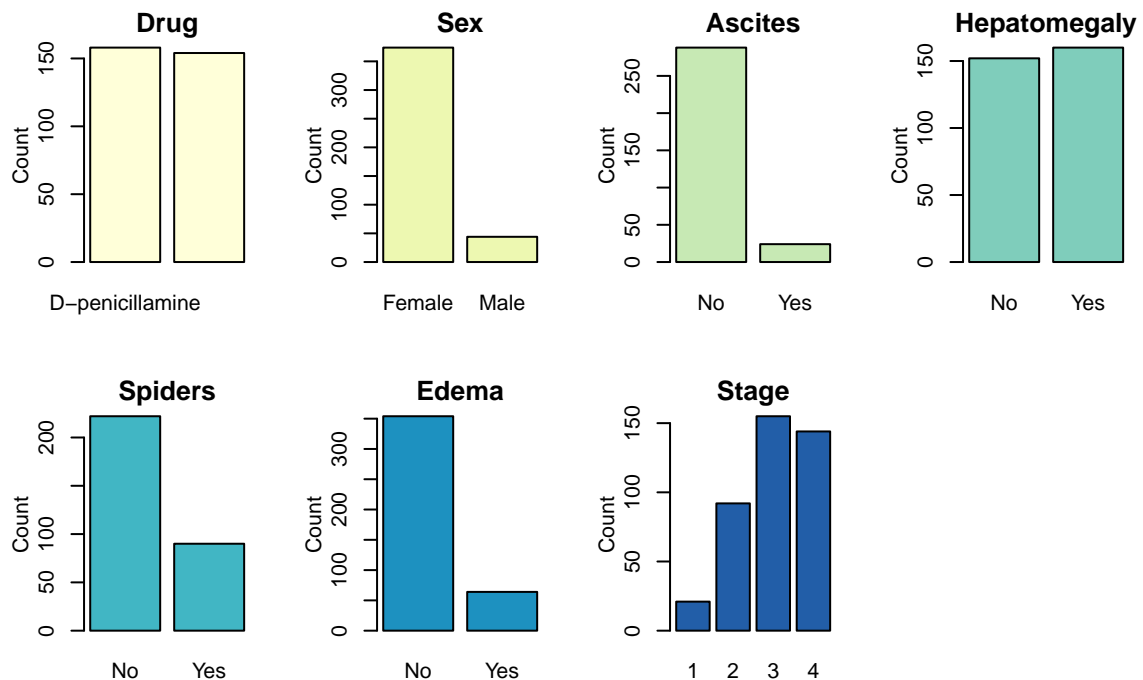 Drug
Count
0
50
100
150
D−penicillamine
Sex
Count
0
100
200
300
Female Male
Ascites
Count
0
50
150
250
No Yes
Hepatomegaly
Count
0
50
100
150
No Yes
Spiders
Count
0
50
100
200
No Yes
Edema
Count
0
100
200
300
No Yes
Stage
Count
0
50
100
150
1 2 3 4